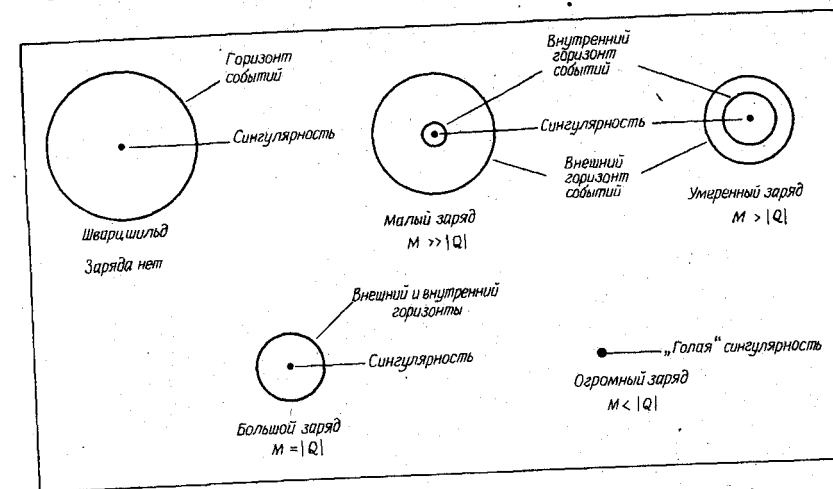 Горизонт
событий
Сингулярность
Шварцшильд
Заряда нет
Внутренний
горизонт
событий
Сингулярность
Внешний
горизонт
событий
Малый заряд
M >> |Q|
Умеренный заряд
M > |Q|
Внешний и внутренний
горизонты
Сингулярность
Большой заряд
M = |Q|
„Голая“ сингулярность
Огромный заряд
M < |Q|